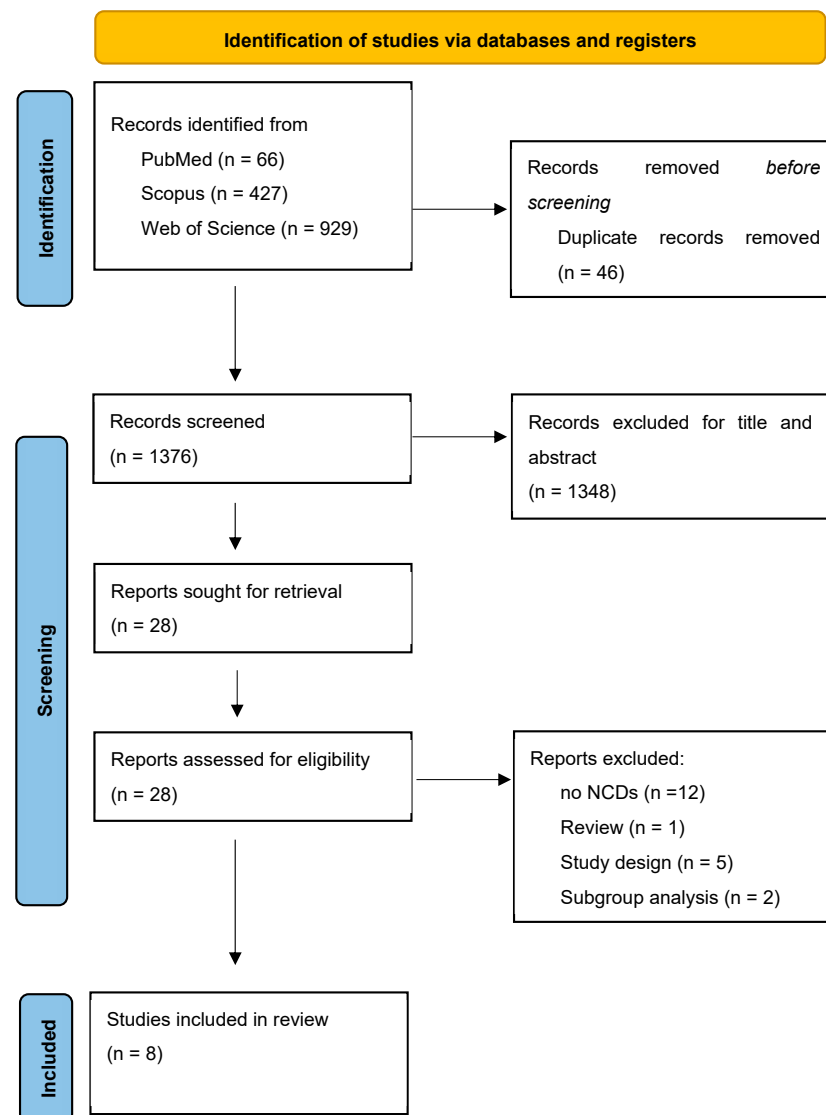 Identification of studies via databases and registers
Identification
Records identified from
PubMed (n = 66)
Scopus (n = 427)
Web of Science (n = 929)
Records removed before
screening
Duplicate records removed
(n = 46)
Screening
Records screened
(n = 1376)
Records excluded for title and
abstract
(n = 1348)
Reports sought for retrieval
(n = 28)
Reports assessed for eligibility
(n = 28)
Reports excluded:
no NCDs (n =12)
Review (n = 1)
Study design (n = 5)
Subgroup analysis (n = 2)
Included
Studies included in review
(n = 8)